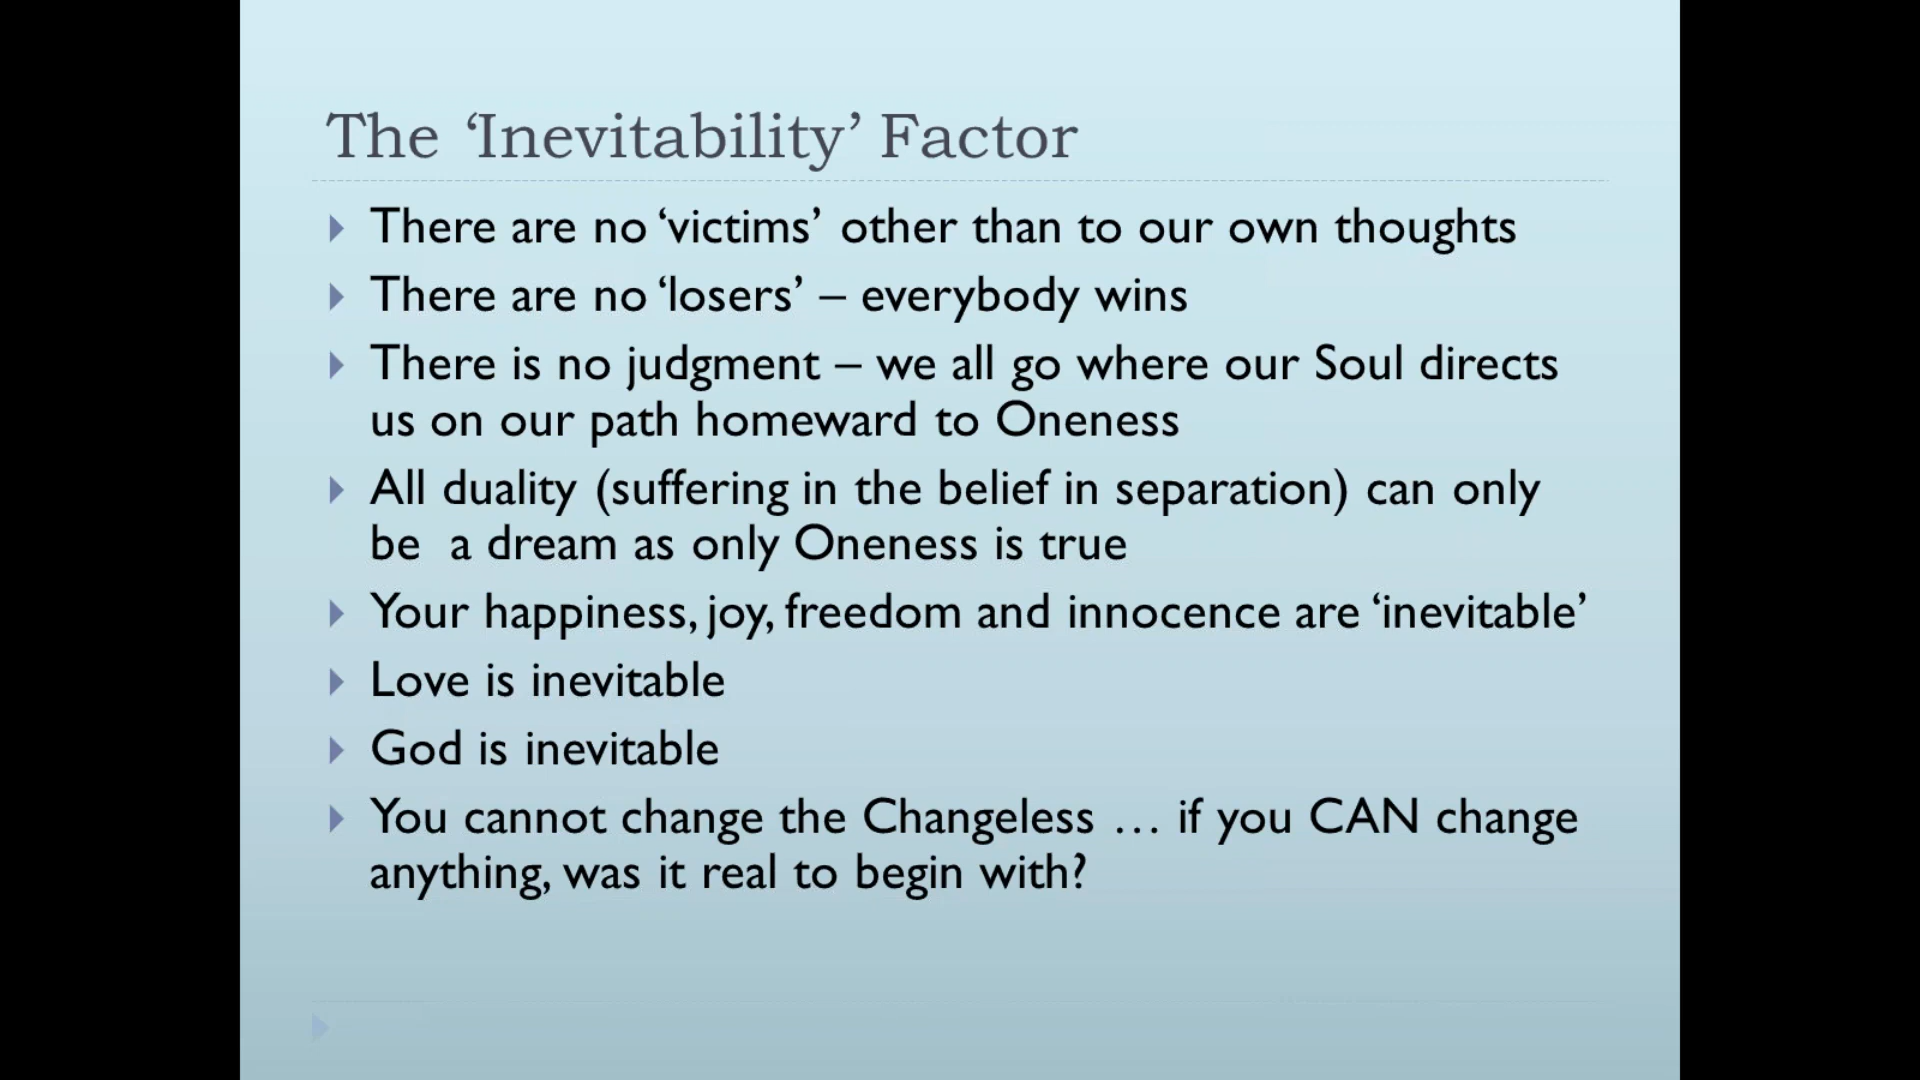 The ‘Inevitability’ Factor
There are no ‘victims’ other than to our own thoughts
There are no ‘losers’ – everybody wins
There is no judgment – we all go where our Soul directs
us on our path homeward to Oneness
All duality (suffering in the belief in separation) can only
be  a dream as only Oneness is true
Your happiness, joy, freedom and innocence are ‘inevitable’
Love is inevitable
God is inevitable
You cannot change the Changeless … if you CAN change
anything, was it real to begin with?